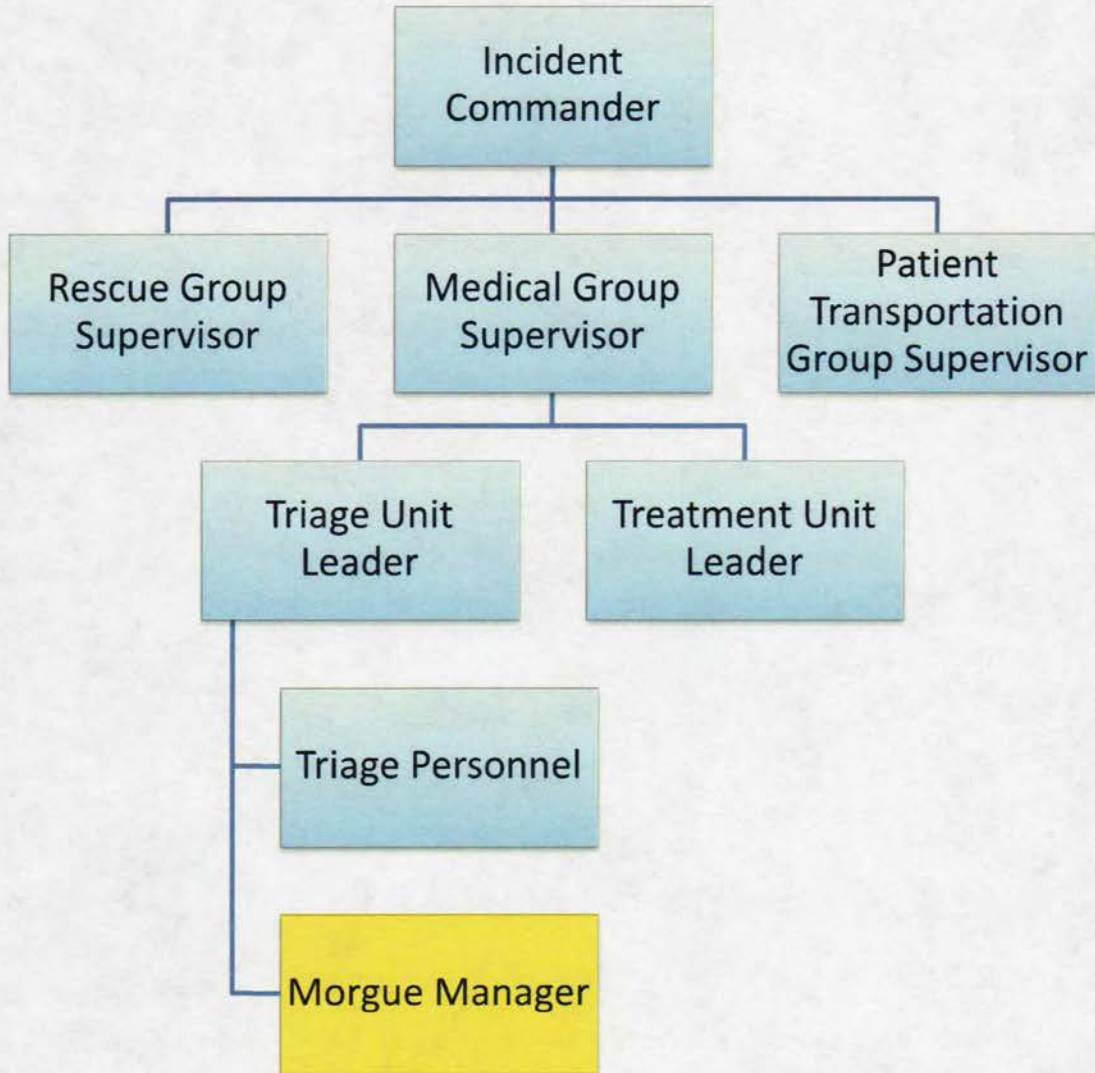 Incident
Commander
Rescue Group
Supervisor
Medical Group
Supervisor
Patient
Transportation
Group Supervisor
Triage Unit
Leader
Treatment Unit
Leader
Triage Personnel
Morgue Manager